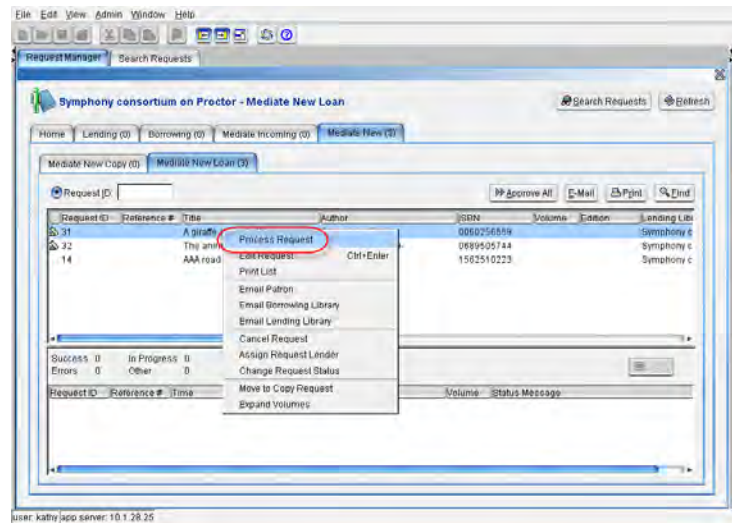 File Edit View Admin Window Help
Request Manager Search Requests
Symphony consortium on Proctor - Mediate New Loan Search Requests Refresh
Home Lending (0) Borrowing (0) Mediate Incoming (0) Mediate New (3)
Mediate New Copy (0) Mediate New Loan (3)
Request ID: Approve All E-Mail Print Find
Request ID Reference # Title Author ISBN Volume Edition Lending Libr
31 A giraffe 0060256559 Symphony c
32 The anim 0689505744 Symphony c
14 AAA road 1562510223 Symphony c
Process Request
Edit Request Ctrl+Enter
Print List
Email Patron
Email Borrowing Library
Email Lending Library
Cancel Request
Assign Request Lender
Change Request Status
Move to Copy Request
Expand Volumes
Success 0 In Progress 0
Errors 0 Other 0
Request ID Reference # Time Volume Status Message
user: kathy app server: 10.1.28.25